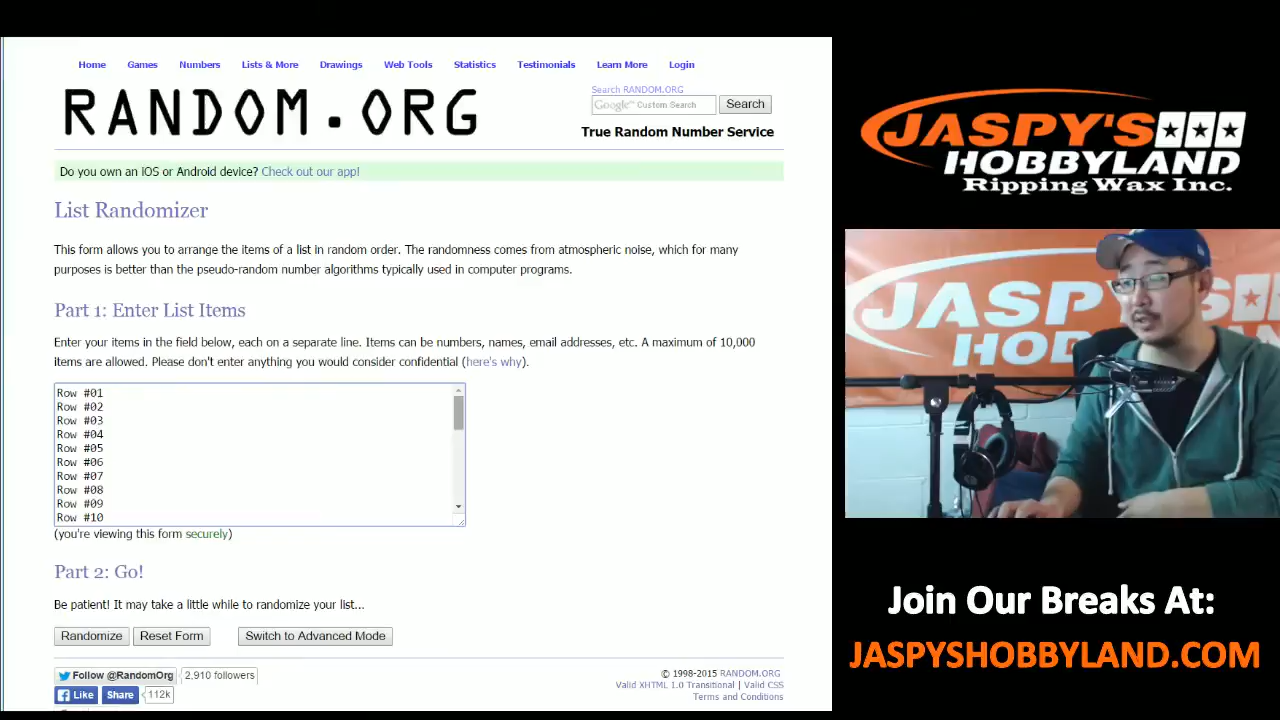 Home Games Numbers Lists & More Drawings Web Tools Statistics Testimonials Learn More Login
RANDOM.ORG
Search RANDOM.ORG
Google™ Custom Search Search
True Random Number Service
Do you own an iOS or Android device? Check out our app!
List Randomizer
This form allows you to arrange the items of a list in random order. The randomness comes from atmospheric noise, which for many
purposes is better than the pseudo-random number algorithms typically used in computer programs.
Part 1: Enter List Items
Enter your items in the field below, each on a separate line. Items can be numbers, names, email addresses, etc. A maximum of 10,000
items are allowed. Please don't enter anything you would consider confidential (here's why).
Row #01
Row #02
Row #03
Row #04
Row #05
Row #06
Row #07
Row #08
Row #09
Row #10
(you're viewing this form securely)
Part 2: Go!
Be patient! It may take a little while to randomize your list...
Randomize Reset Form Switch to Advanced Mode
Follow @RandomOrg 2,910 followers
Like Share 112k
© 1998-2015 RANDOM.ORG
Valid XHTML 1.0 Transitional | Valid CSS
Terms and Conditions
JASPY'S
HOBBYLAND
Ripping Wax Inc.
JASPY'S
HOB
Join Our Breaks At:
JASPYSHOBBYLAND.COM